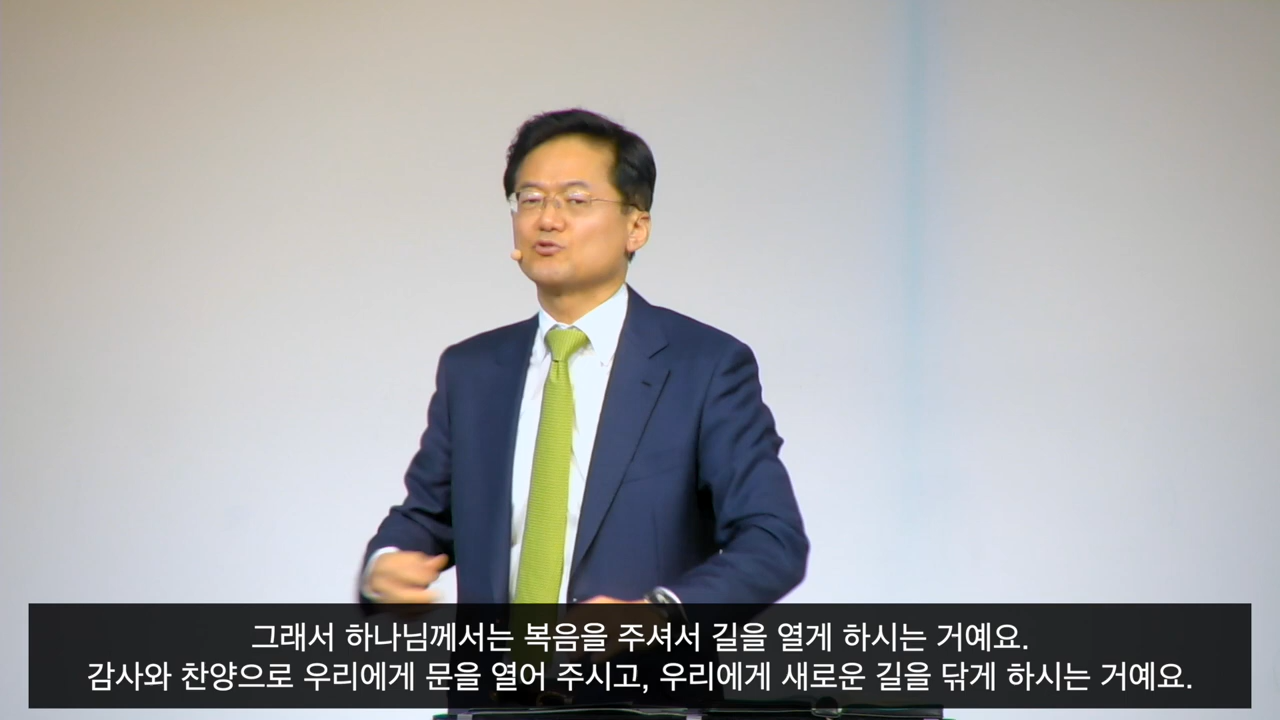 그래서 하나님께서는 복음을 주셔서 길을 열게 하시는 거예요.
감사와 찬양으로 우리에게 문을 열어 주시고, 우리에게 새로운 길을 닦게 하시는 거예요.